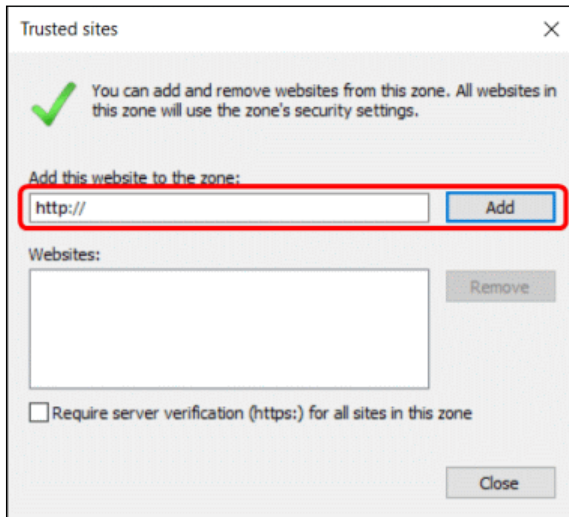 Trusted sites
You can add and remove websites from this zone. All websites in
this zone will use the zone's security settings.
Add this website to the zone:
http://
Add
Websites:
Remove
Require server verification (https:) for all sites in this zone
Close